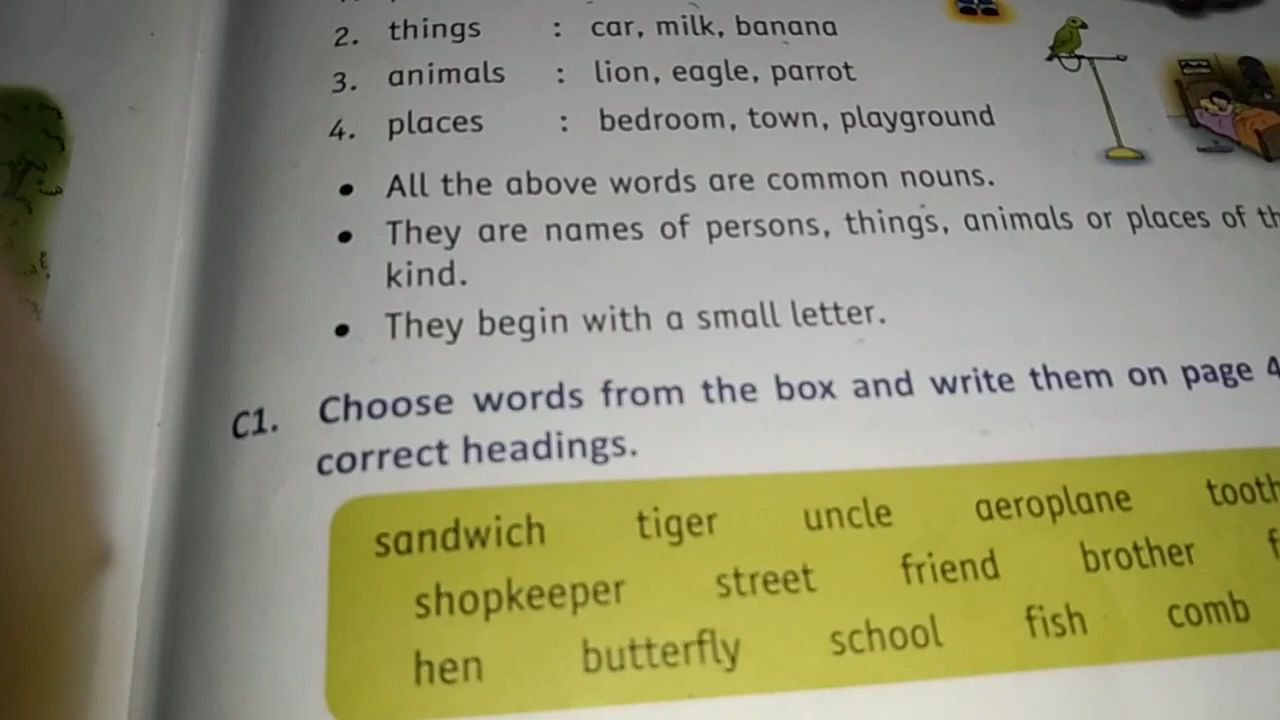 2. things : car, milk, banana
3. animals : lion, eagle, parrot
4. places : bedroom, town, playground
• All the above words are common nouns.
• They are names of persons, things, animals or places of
kind.
• They begin with a small letter.
C1. Choose words from the box and write them on page
correct headings.
sandwich tiger uncle aeroplane
shopkeeper street friend brother
hen butterfly school fish comb